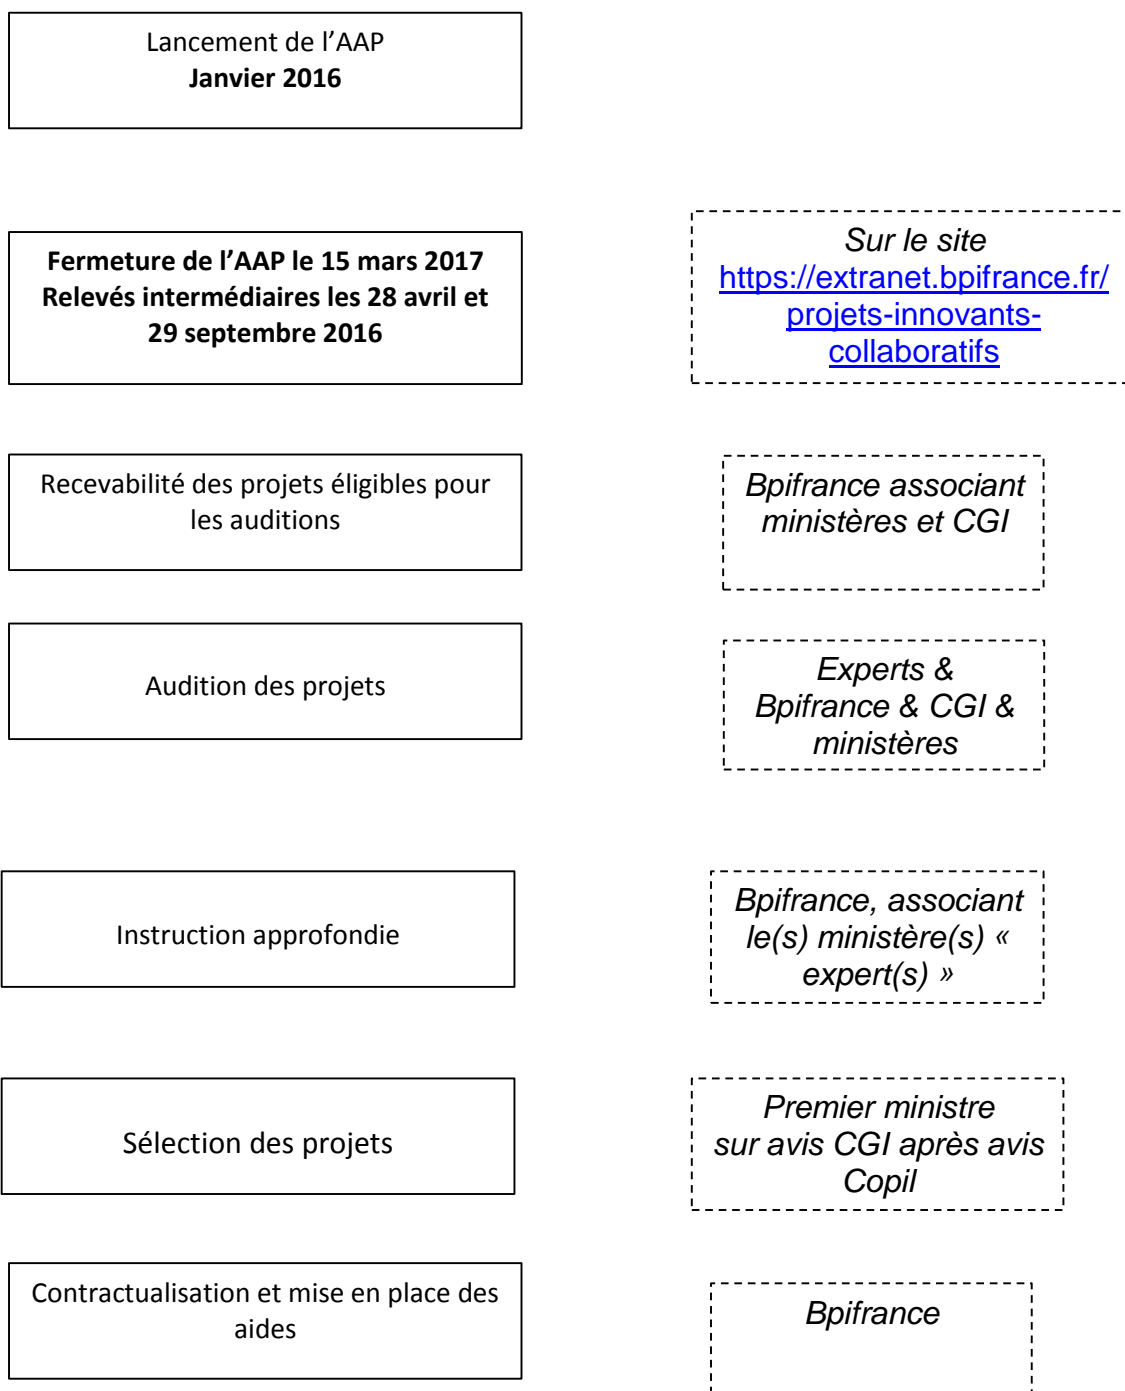 Lancement de l’AAP
Janvier 2016
Fermeture de l’AAP le 15 mars 2017
Relevés intermédiaires les 28 avril et
29 septembre 2016
Sur le site
https://extranet.bpifrance.fr/
projets-innovants-
collaboratifs
Recevabilité des projets éligibles pour
les auditions
Bpifrance associant
ministères et CGI
Audition des projets
Experts &
Bpifrance & CGI &
ministères
Instruction approfondie
Bpifrance, associant
le(s) ministère(s) «
expert(s) »
Sélection des projets
Premier ministre
sur avis CGI après avis
Copil
Contractualisation et mise en place des
aides
Bpifrance